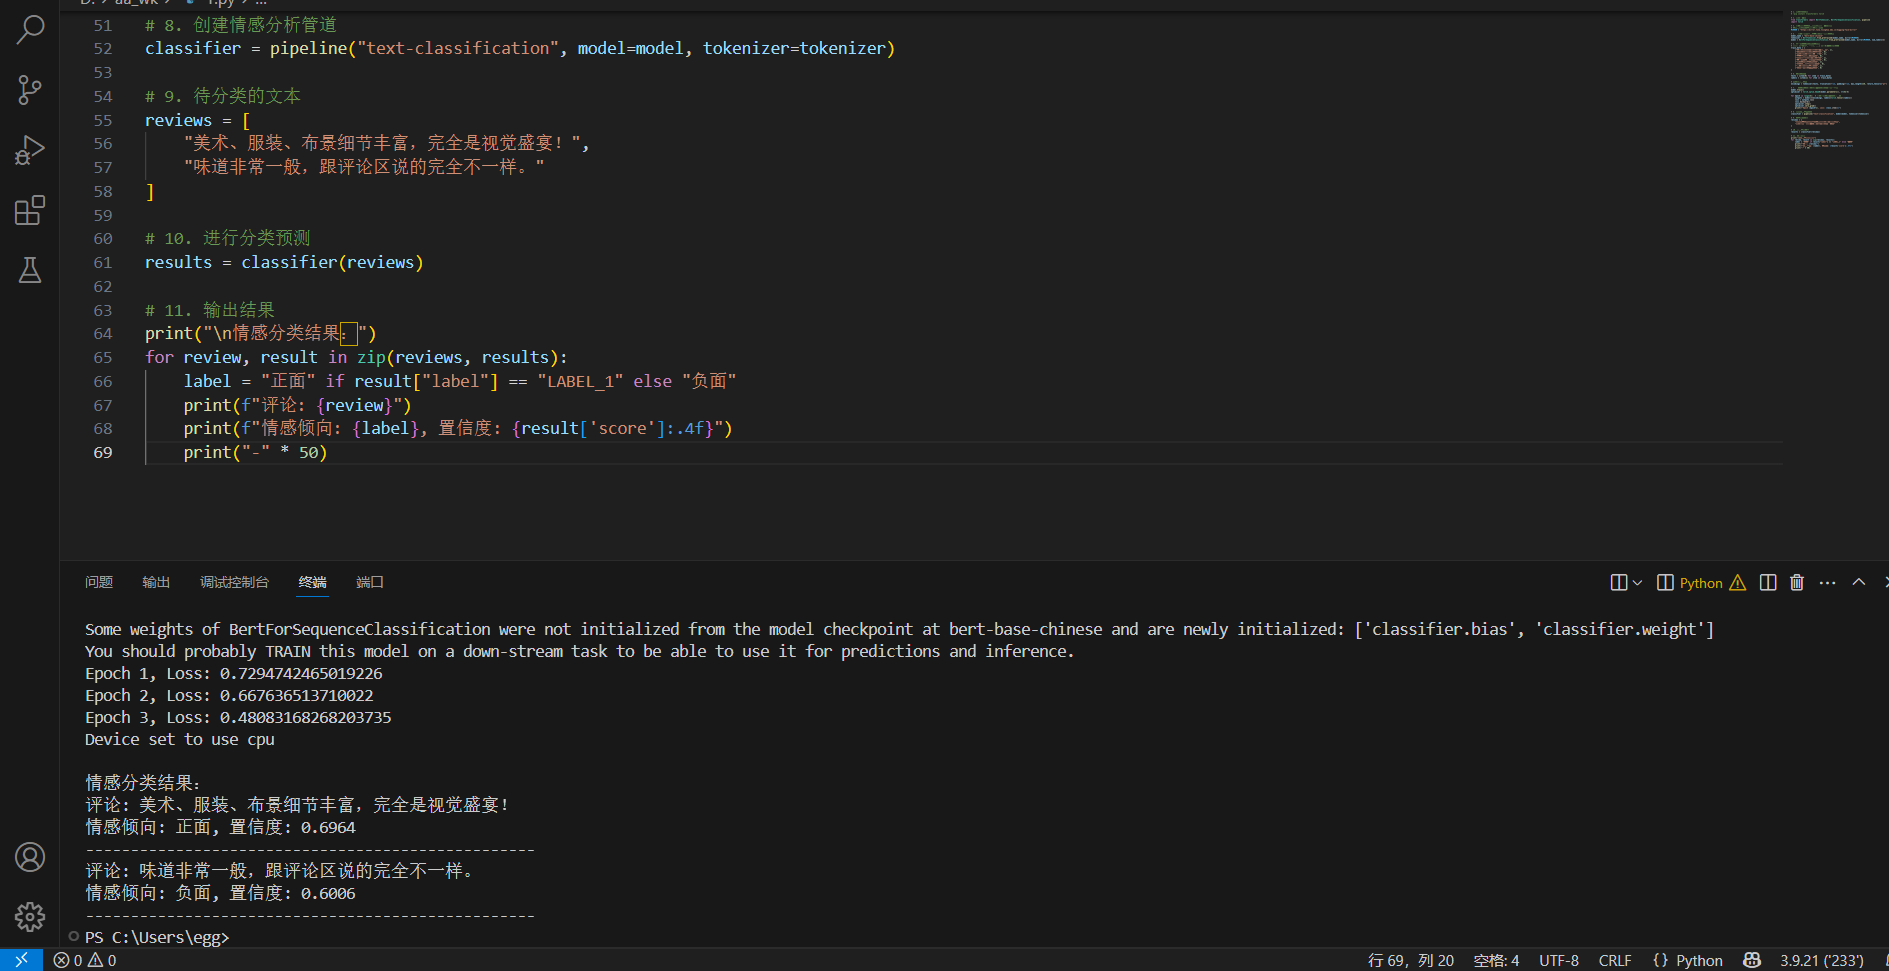 51 # 8. 创建情感分析管道
52 classifier = pipeline("text-classification", model=model, tokenizer=tokenizer)
53
54 # 9. 待分类的文本
55 reviews = [
56     "美术、服装、布景细节丰富，完全是视觉盛宴！",
57     "味道非常一般，跟评论区说的完全不一样。"
58 ]
59
60 # 10. 进行分类预测
61 results = classifier(reviews)
62
63 # 11. 输出结果
64 print("\n情感分类结果：")
65 for review, result in zip(reviews, results):
66     label = "正面" if result["label"] == "LABEL_1" else "负面"
67     print(f"评论: {review}")
68     print(f"情感倾向: {label}, 置信度: {result['score']:.4f}")
69     print("-" * 50)
问题 输出 调试控制台 终端 端口 Python
Some weights of BertForSequenceClassification were not initialized from the model checkpoint at bert-base-chinese and are newly initialized: ['classifier.bias', 'classifier.weight']
You should probably TRAIN this model on a down-stream task to be able to use it for predictions and inference.
Epoch 1, Loss: 0.7294742465019226
Epoch 2, Loss: 0.667636513710022
Epoch 3, Loss: 0.48083168268203735
Device set to use cpu
情感分类结果：
评论: 美术、服装、布景细节丰富，完全是视觉盛宴！
情感倾向: 正面, 置信度: 0.6964
--------------------------------------------------
评论: 味道非常一般，跟评论区说的完全不一样。
情感倾向: 负面, 置信度: 0.6006
--------------------------------------------------
PS C:\Users\egg>
0 0 行 69，列 20 空格: 4 UTF-8 CRLF {} Python 3.9.21 ('233')